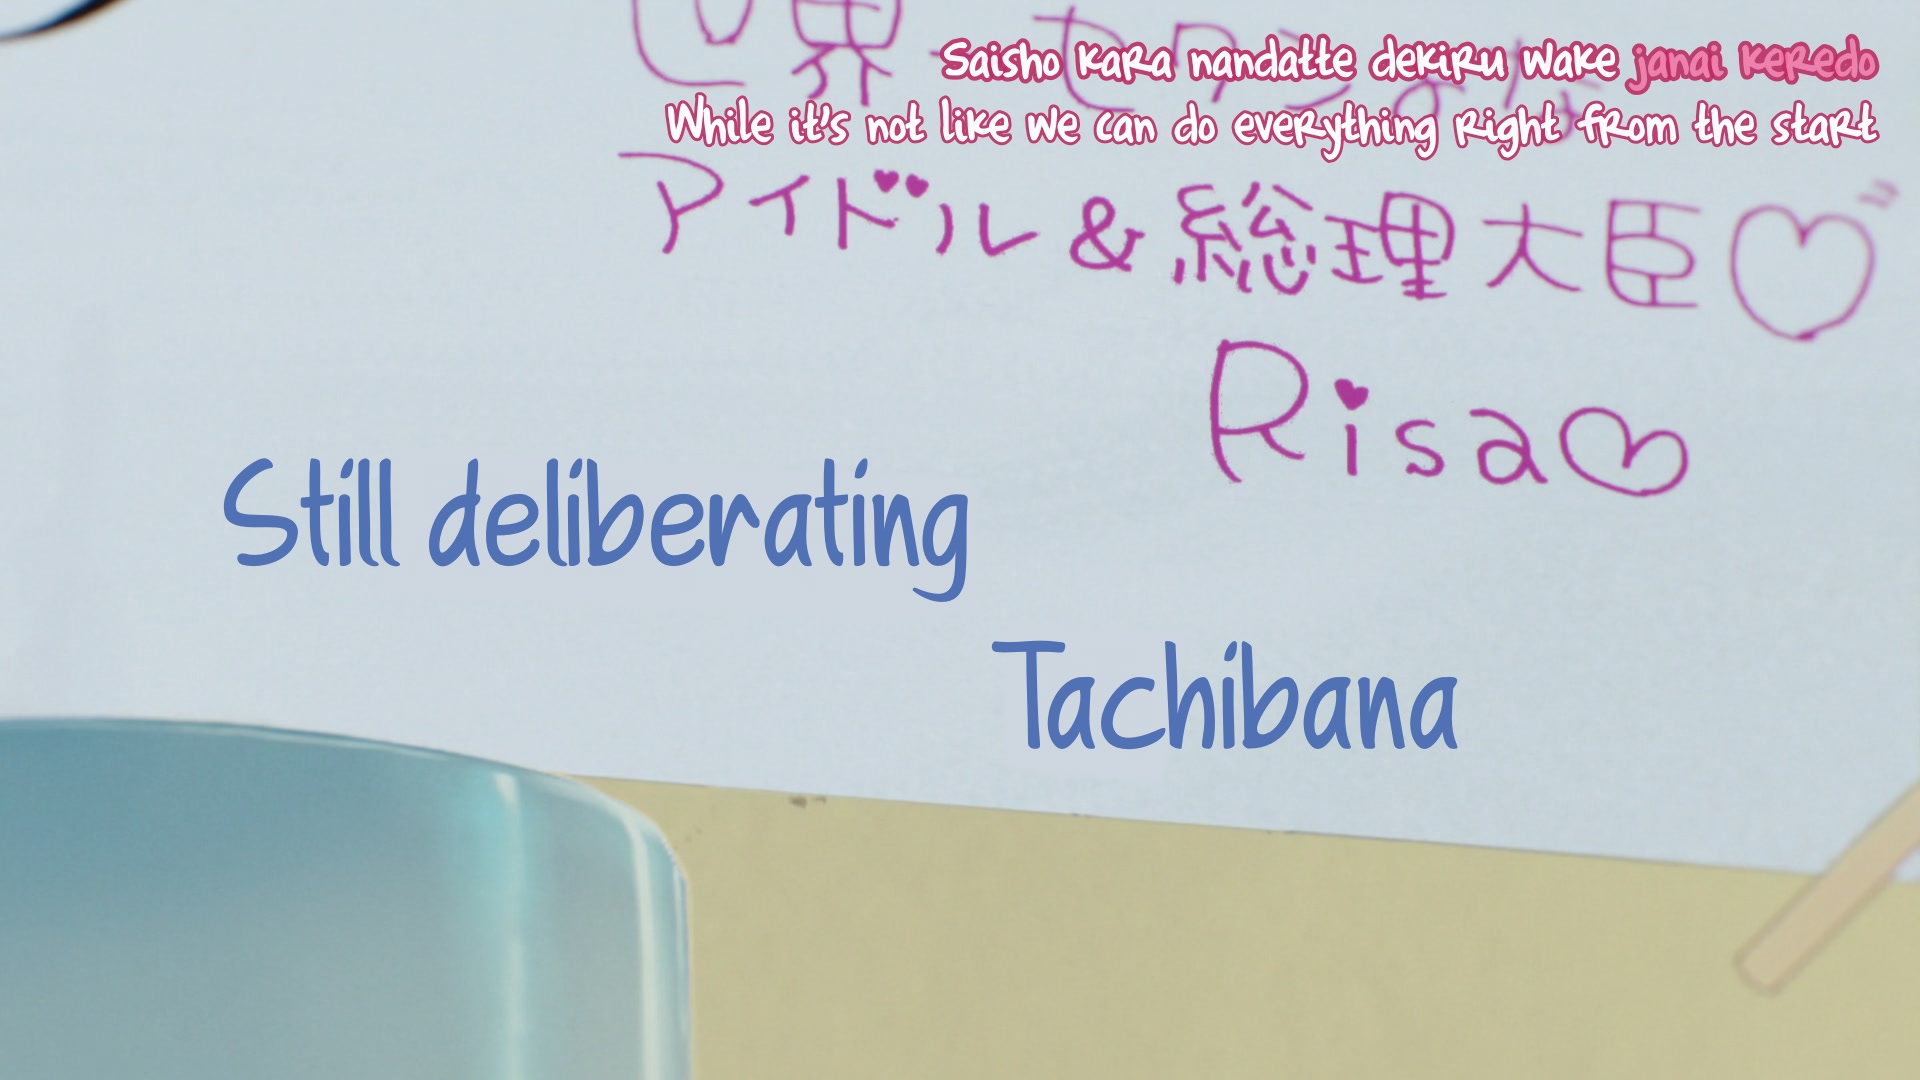 Saisho kara nandatte dekiru wake janai keredo
While it's not like we can do everything right from the start
アイドル&総理大臣♡
Risa♡
Still deliberating
Tachibana